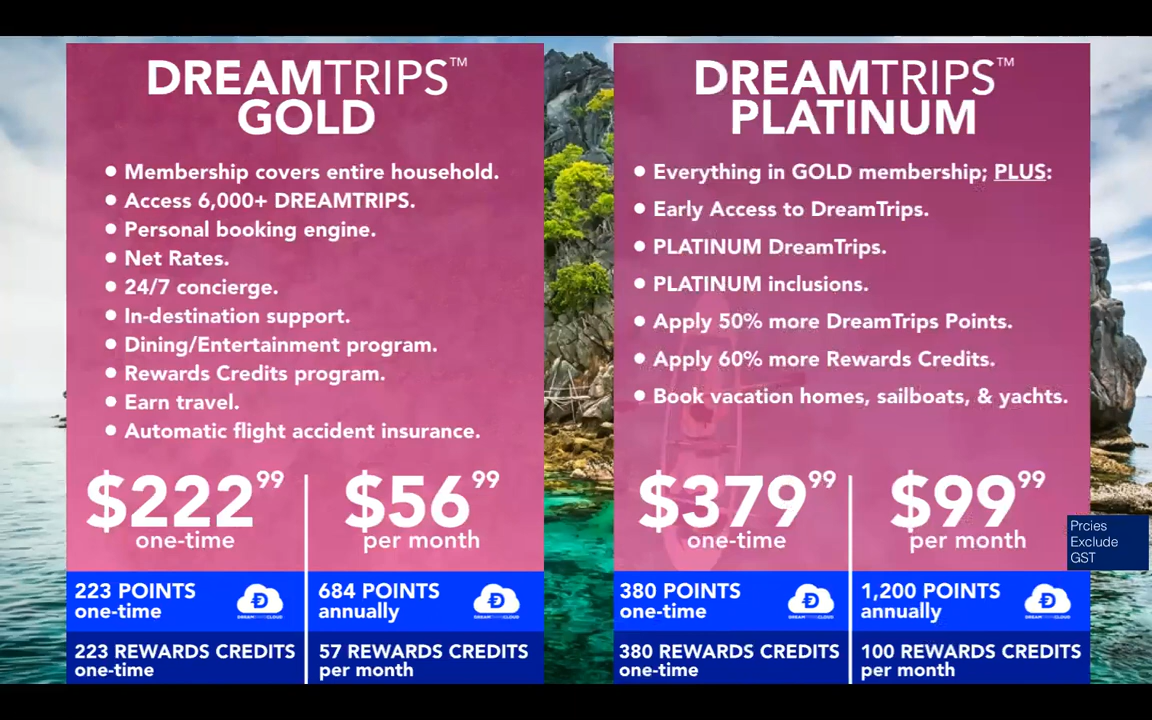 DREAMTRIPS™
GOLD
• Membership covers entire household.
• Access 6,000+ DREAMTRIPS.
• Personal booking engine.
• Net Rates.
• 24/7 concierge.
• In-destination support.
• Dining/Entertainment program.
• Rewards Credits program.
• Earn travel.
• Automatic flight accident insurance.
$222⁹⁹
one-time
$56⁹⁹
per month
223 POINTS
one-time
684 POINTS
annually
223 REWARDS CREDITS
one-time
57 REWARDS CREDITS
per month
DREAMTRIPS™
PLATINUM
• Everything in GOLD membership; PLUS:
• Early Access to DreamTrips.
• PLATINUM DreamTrips.
• PLATINUM inclusions.
• Apply 50% more DreamTrips Points.
• Apply 60% more Rewards Credits.
• Book vacation homes, sailboats, & yachts.
$379⁹⁹
one-time
$99⁹⁹
per month
Prcies
Exclude
GST
380 POINTS
one-time
1,200 POINTS
annually
380 REWARDS CREDITS
one-time
100 REWARDS CREDITS
per month